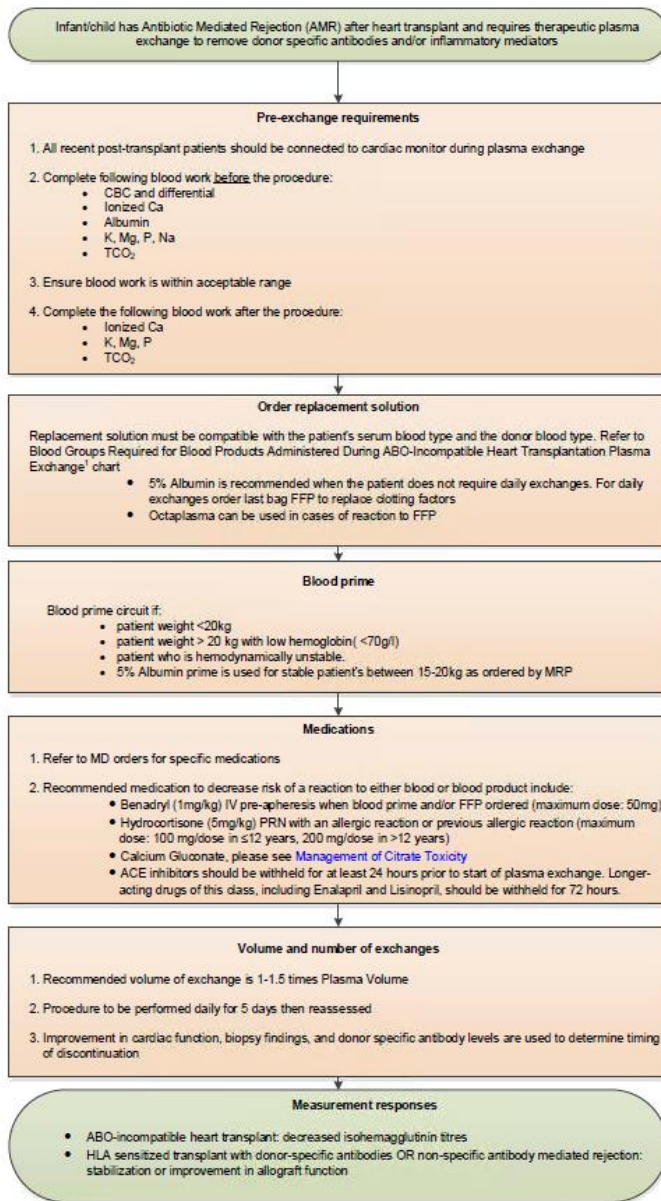 Infant/child has Antibiotic Mediated Rejection (AMR) after heart transplant and requires therapeutic plasma
exchange to remove donor specific antibodies and/or inflammatory mediators
Pre-exchange requirements
1. All recent post-transplant patients should be connected to cardiac monitor during plasma exchange
2. Complete following blood work before the procedure:
• CBC and differential
• Ionized Ca
• Albumin
• K, Mg, P, Na
• TCO₂
3. Ensure blood work is within acceptable range
4. Complete the following blood work after the procedure:
• Ionized Ca
• K, Mg, P
• TCO₂
Order replacement solution
Replacement solution must be compatible with the patient's serum blood type and the donor blood type. Refer to
Blood Groups Required for Blood Products Administered During ABO-Incompatible Heart Transplantation Plasma
Exchange¹ chart
• 5% Albumin is recommended when the patient does not require daily exchanges. For daily
exchanges order last bag FFP to replace clotting factors
• Octaplasma can be used in cases of reaction to FFP
Blood prime
Blood prime circuit if:
• patient weight <20kg
• patient weight > 20 kg with low hemoglobin( <70g/l)
• patient who is hemodynamically unstable.
• 5% Albumin prime is used for stable patient's between 15-20kg as ordered by MRP
Medications
1. Refer to MD orders for specific medications
2. Recommended medication to decrease risk of a reaction to either blood or blood product include:
• Benadryl (1mg/kg) IV pre-apheresis when blood prime and/or FFP ordered (maximum dose: 50mg)
• Hydrocortisone (5mg/kg) PRN with an allergic reaction or previous allergic reaction (maximum
dose: 100 mg/dose in ≤12 years, 200 mg/dose in >12 years)
• Calcium Gluconate, please see Management of Citrate Toxicity
• ACE inhibitors should be withheld for at least 24 hours prior to start of plasma exchange. Longer-
acting drugs of this class, including Enalapril and Lisinopril, should be withheld for 72 hours.
Volume and number of exchanges
1. Recommended volume of exchange is 1-1.5 times Plasma Volume
2. Procedure to be performed daily for 5 days then reassessed
3. Improvement in cardiac function, biopsy findings, and donor specific antibody levels are used to determine timing
of discontinuation
Measurement responses
• ABO-incompatible heart transplant: decreased isohemagglutinin titres
• HLA sensitized transplant with donor-specific antibodies OR non-specific antibody mediated rejection:
stabilization or improvement in allograft function